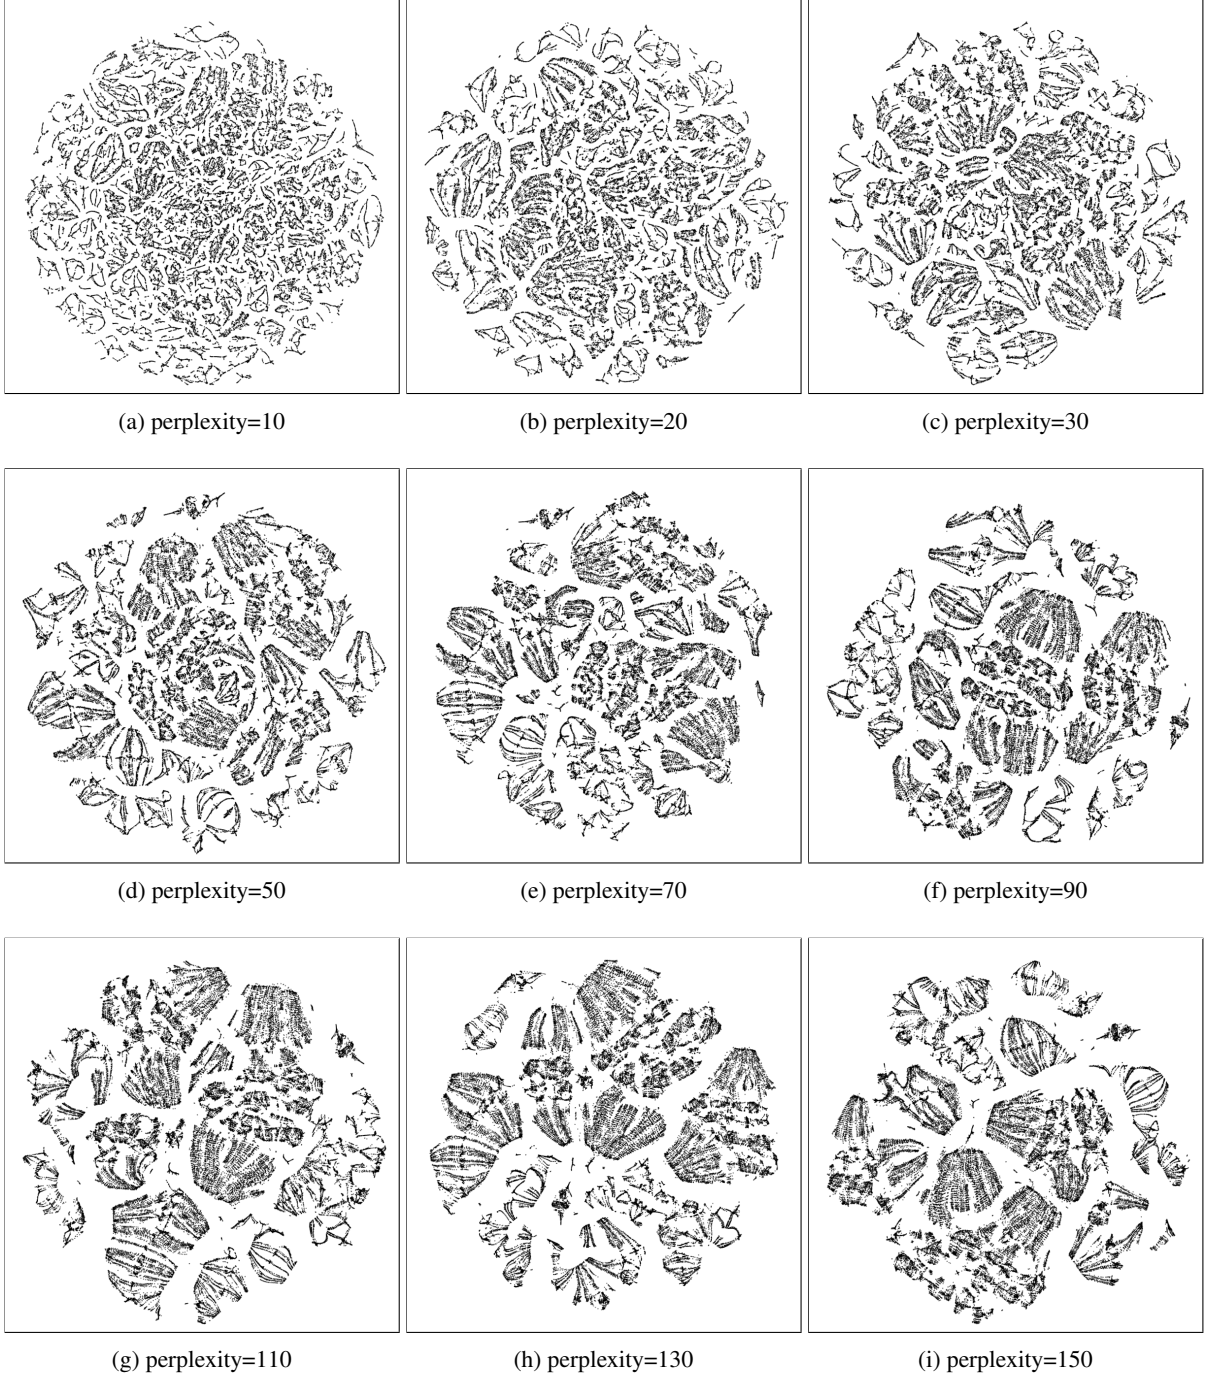 (a) perplexity=10
(b) perplexity=20
(c) perplexity=30
(d) perplexity=50
(e) perplexity=70
(f) perplexity=90
(g) perplexity=110
(h) perplexity=130
(i) perplexity=150